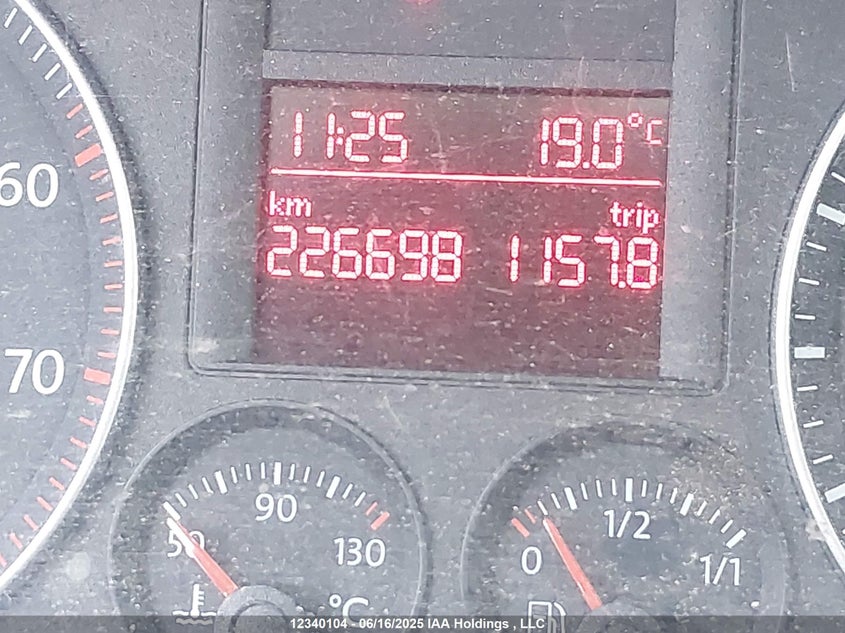 11:25 19.0°C
km trip
226698 1157.8
60
70
50 90 130
°C
0 1/2 1/1
12340104 - 06/16/2025 IAA Holdings , LLC